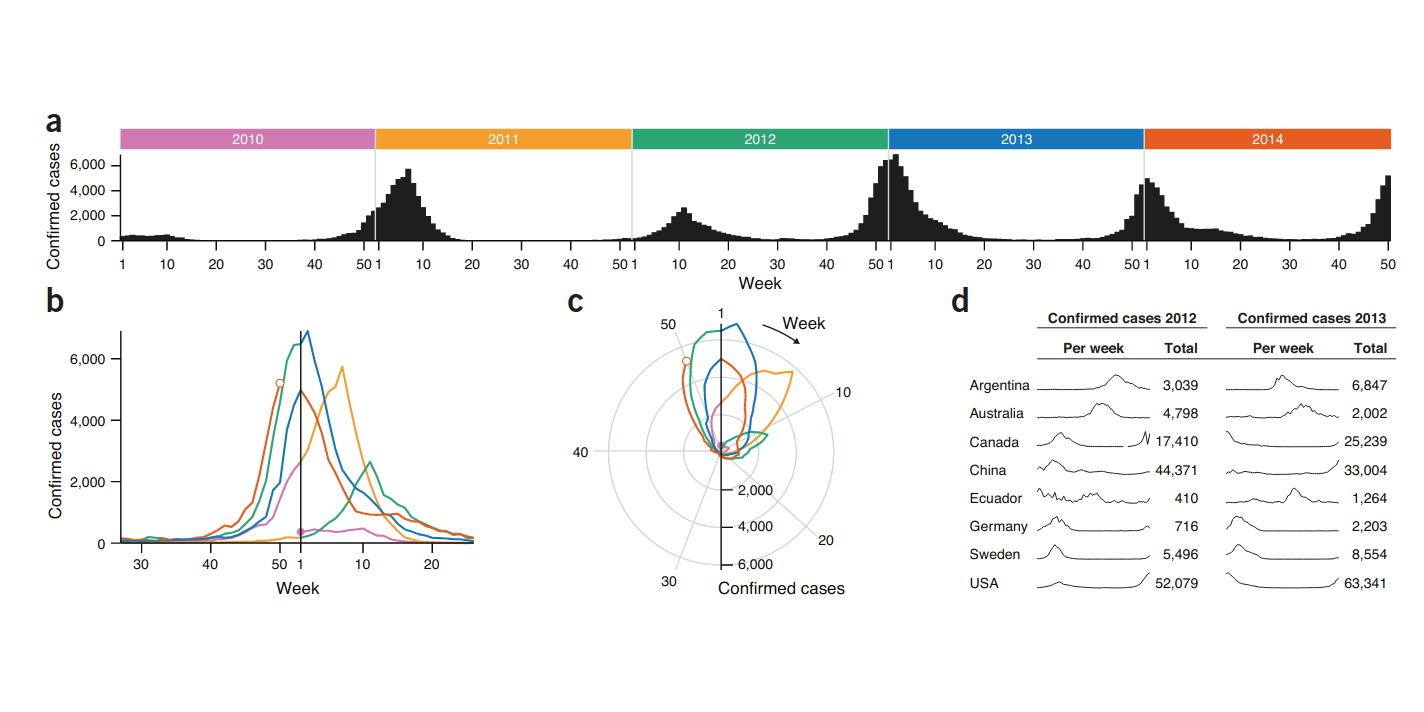 a
2010 2011 2012 2013 2014
Confirmed cases
6,000
4,000
2,000
0
1 10 20 30 40 50 1 10 20 30 40 50 1 10 20 30 40 50 1 10 20 30 40 50 1 10 20 30 40 50
Week
b
Confirmed cases
6,000
4,000
2,000
0
30 40 50 1 10 20
Week
c
1
50
Week
10
40
2,000
4,000
20
6,000
30
Confirmed cases
d
Confirmed cases 2012 Confirmed cases 2013
Per week Total Per week Total
Argentina 3,039 6,847
Australia 4,798 2,002
Canada 17,410 25,239
China 44,371 33,004
Ecuador 410 1,264
Germany 716 2,203
Sweden 5,496 8,554
USA 52,079 63,341